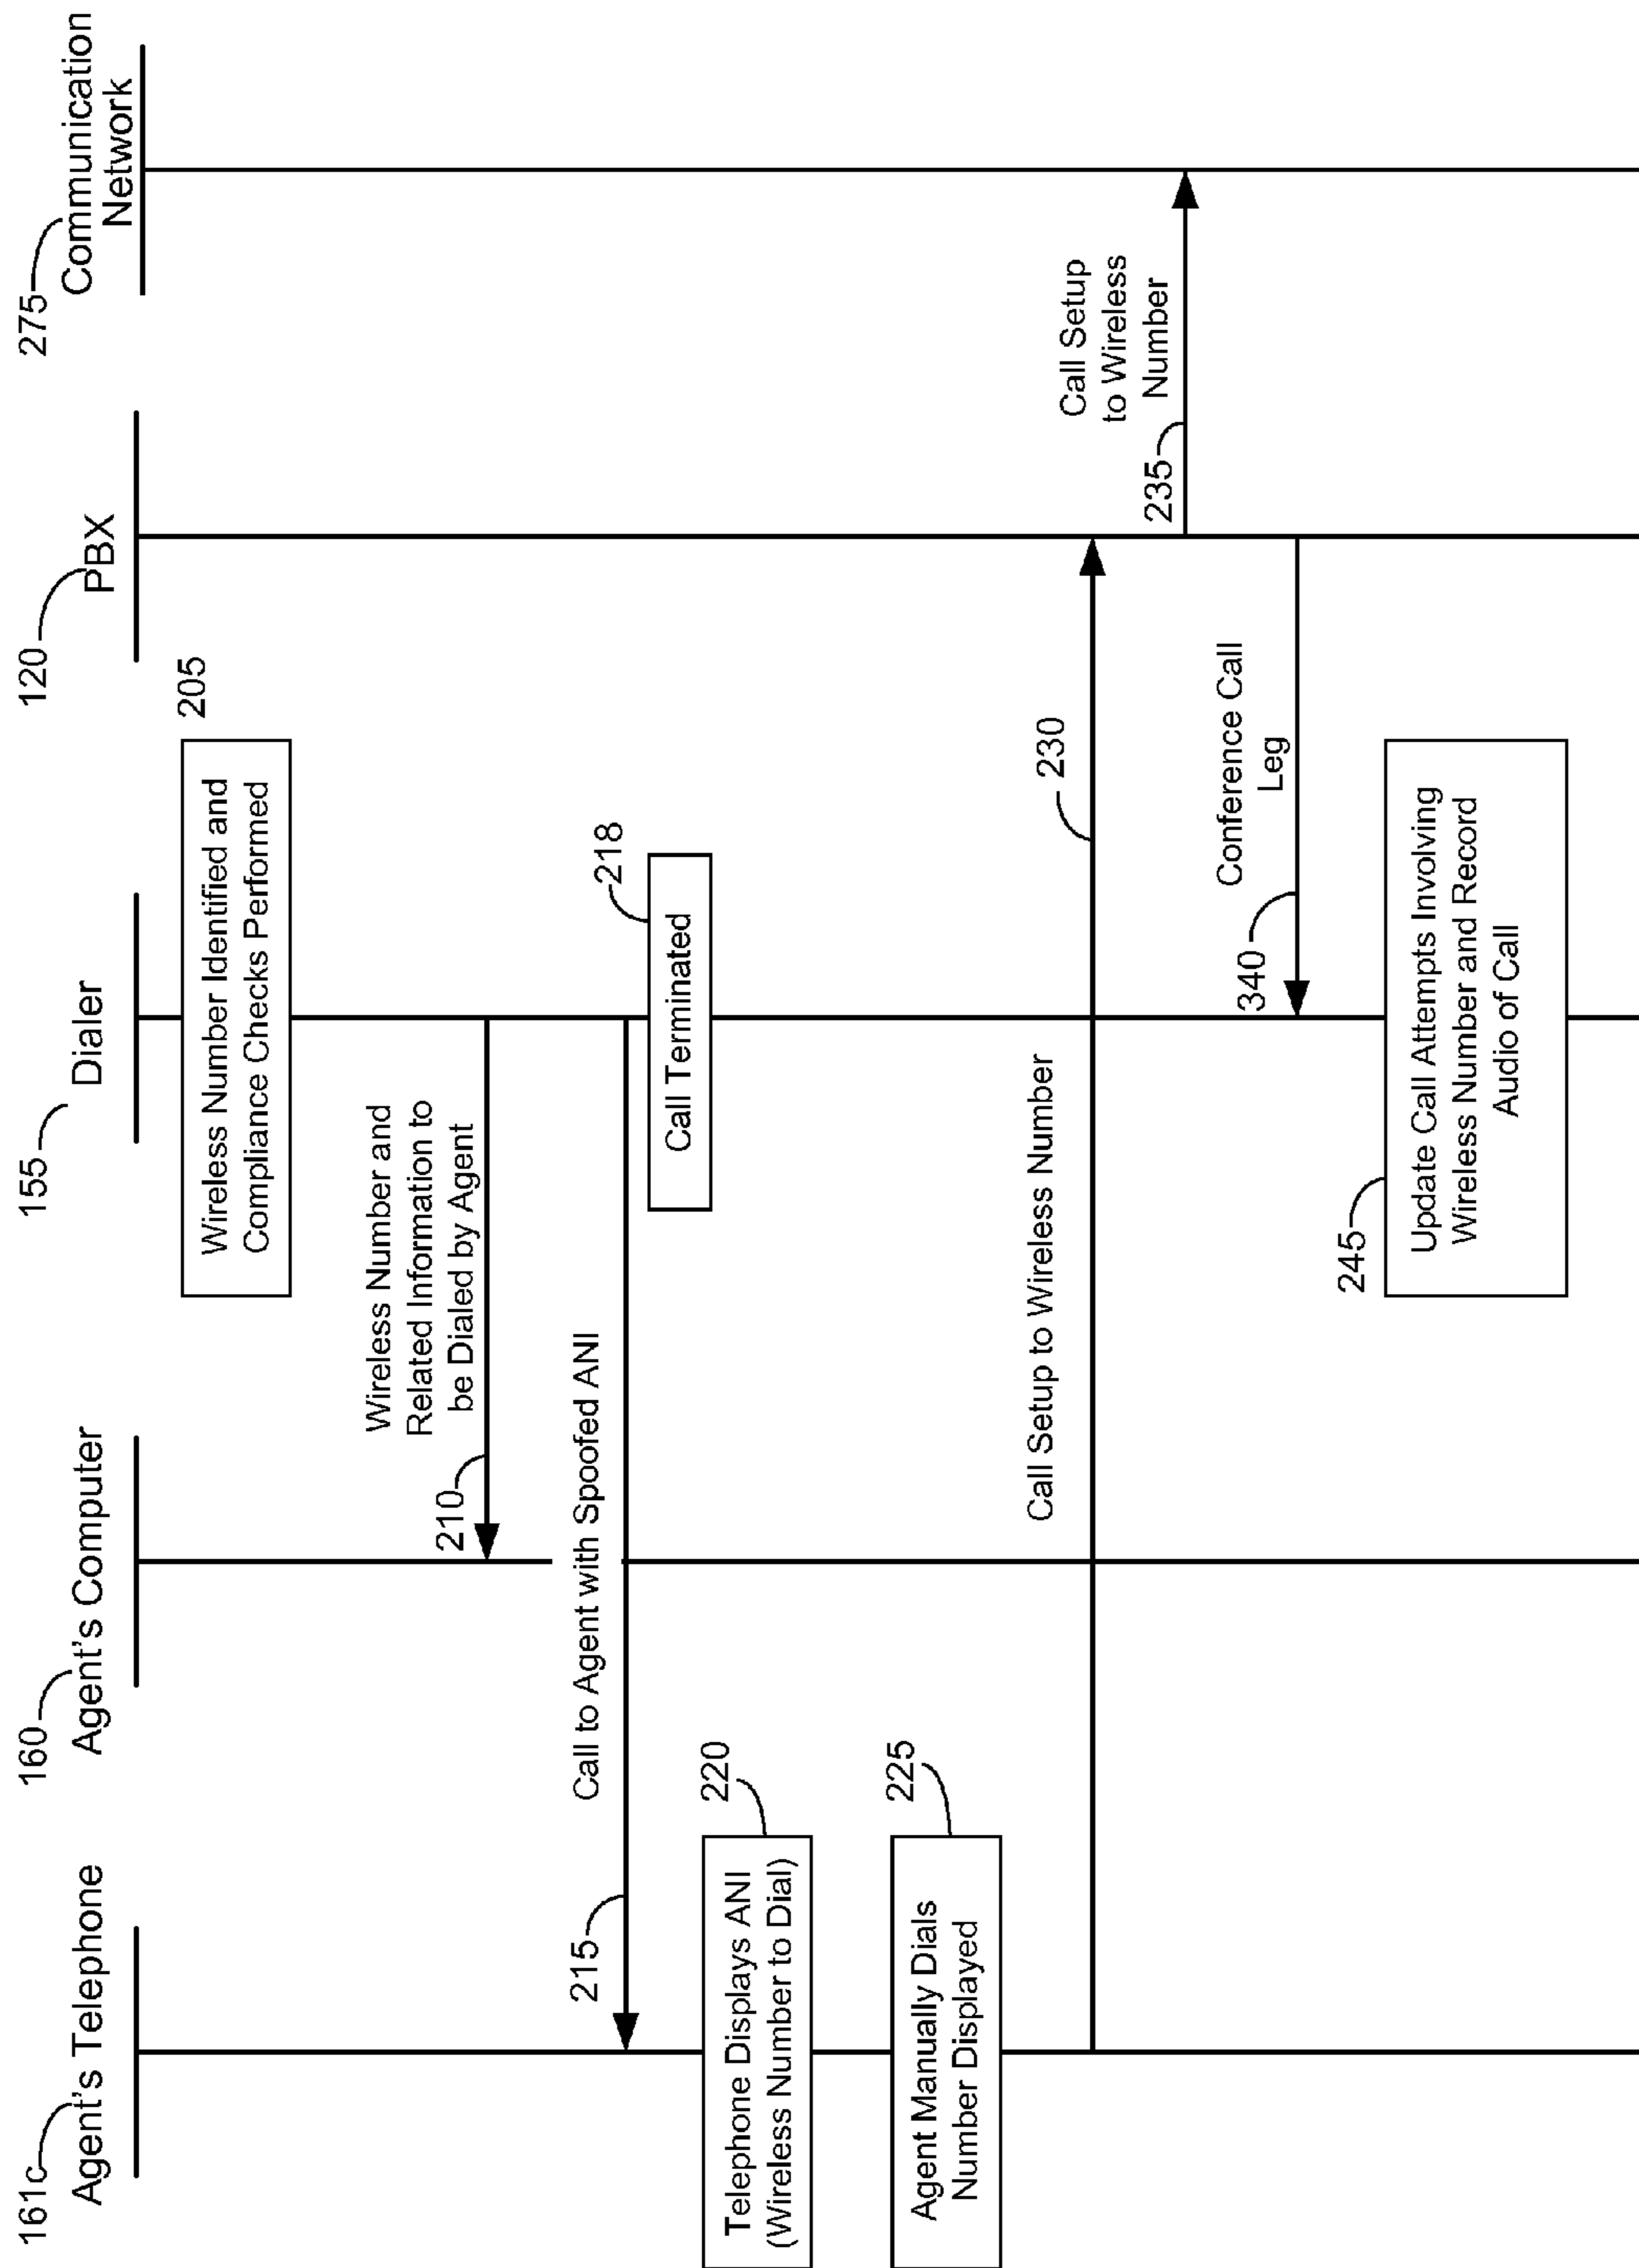 161c
Agent's Telephone
160
Agent's Computer
155
Dialer
120
PBX
275
Communication
Network
205
Wireless Number Identified and
Compliance Checks Performed
Wireless Number and
Related Information to
be Dialed by Agent
210
Call to Agent with Spoofed ANI
215
218
Call Terminated
220
Telephone Displays ANI
(Wireless Number to Dial)
225
Agent Manually Dials
Number Displayed
Call Setup to Wireless Number
230
Call Setup
to Wireless
Number
235
Conference Call
Leg
340
245
Update Call Attempts Involving
Wireless Number and Record
Audio of Call